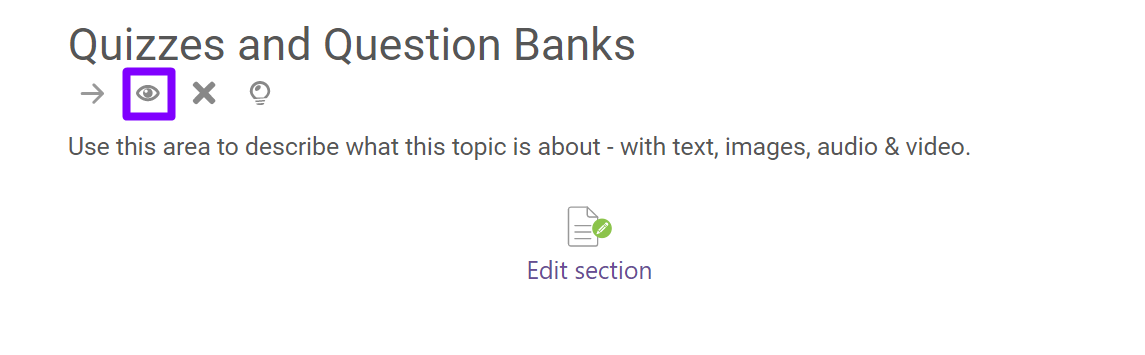 Quizzes and Question Banks
Use this area to describe what this topic is about - with text, images, audio & video.
Edit section